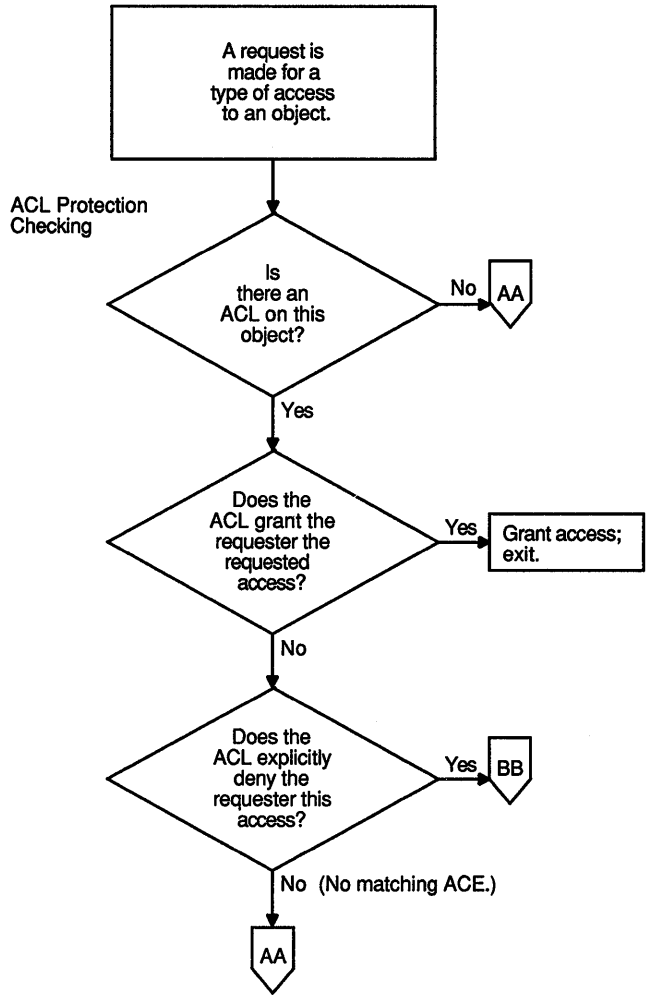 A request is
made for a
type of access
to an object.
ACL Protection
Checking
Is
there an
ACL on this
object?
No
AA
Yes
Does the
ACL grant the
requester the
requested
access?
Yes
Grant access;
exit.
No
Does the
ACL explicitly
deny the
requester this
access?
Yes
BB
No (No matching ACE.)
AA